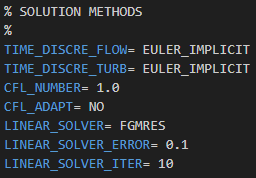 % SOLUTION METHODS
%
TIME_DISCRE_FLOW= EULER_IMPLICIT
TIME_DISCRE_TURB= EULER_IMPLICIT
CFL_NUMBER= 1.0
CFL_ADAPT= NO
LINEAR_SOLVER= FGMRES
LINEAR_SOLVER_ERROR= 0.1
LINEAR_SOLVER_ITER= 10